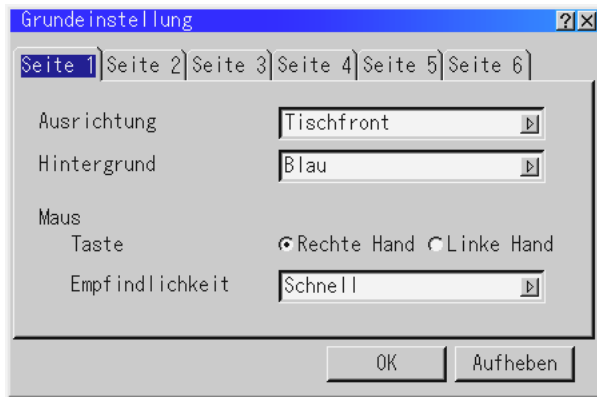 Grundeinstellung
Seite 1 Seite 2 Seite 3 Seite 4 Seite 5 Seite 6
Ausrichtung Tischfront
Hintergrund Blau
Maus
Taste Rechte Hand Linke Hand
Empfindlichkeit Schnell
OK Aufheben